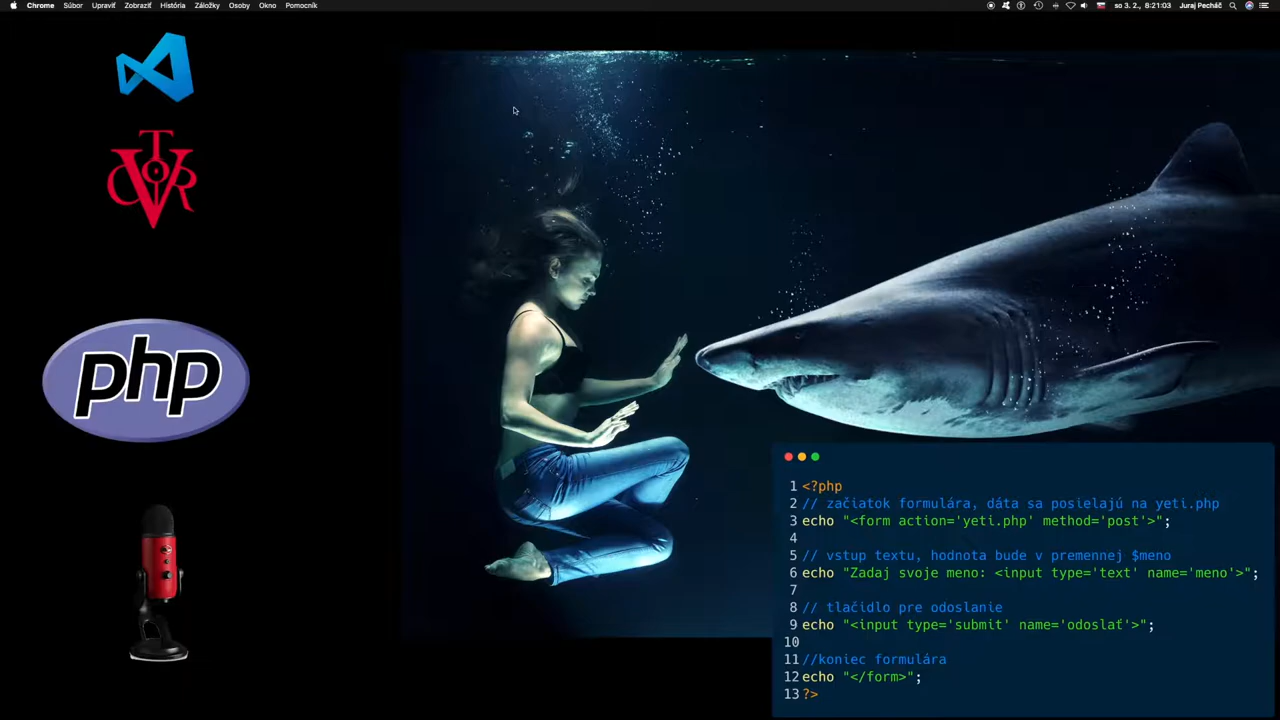 Chrome Súbor Upraviť Zobraziť História Záložky Osoby Okno Pomocník
so 3. 2., 8:21:03 Juraj Pecháč
TVOR
php
1 <?php
2 // začiatok formulára, dáta sa posielajú na yeti.php
3 echo "<form action='yeti.php' method='post'>";
4
5 // vstup textu, hodnota bude v premennej $meno
6 echo "Zadaj svoje meno: <input type='text' name='meno'>";
7
8 // tlačidlo pre odoslanie
9 echo "<input type='submit' name='odoslať'>";
10
11 //koniec formulára
12 echo "</form>";
13 ?>